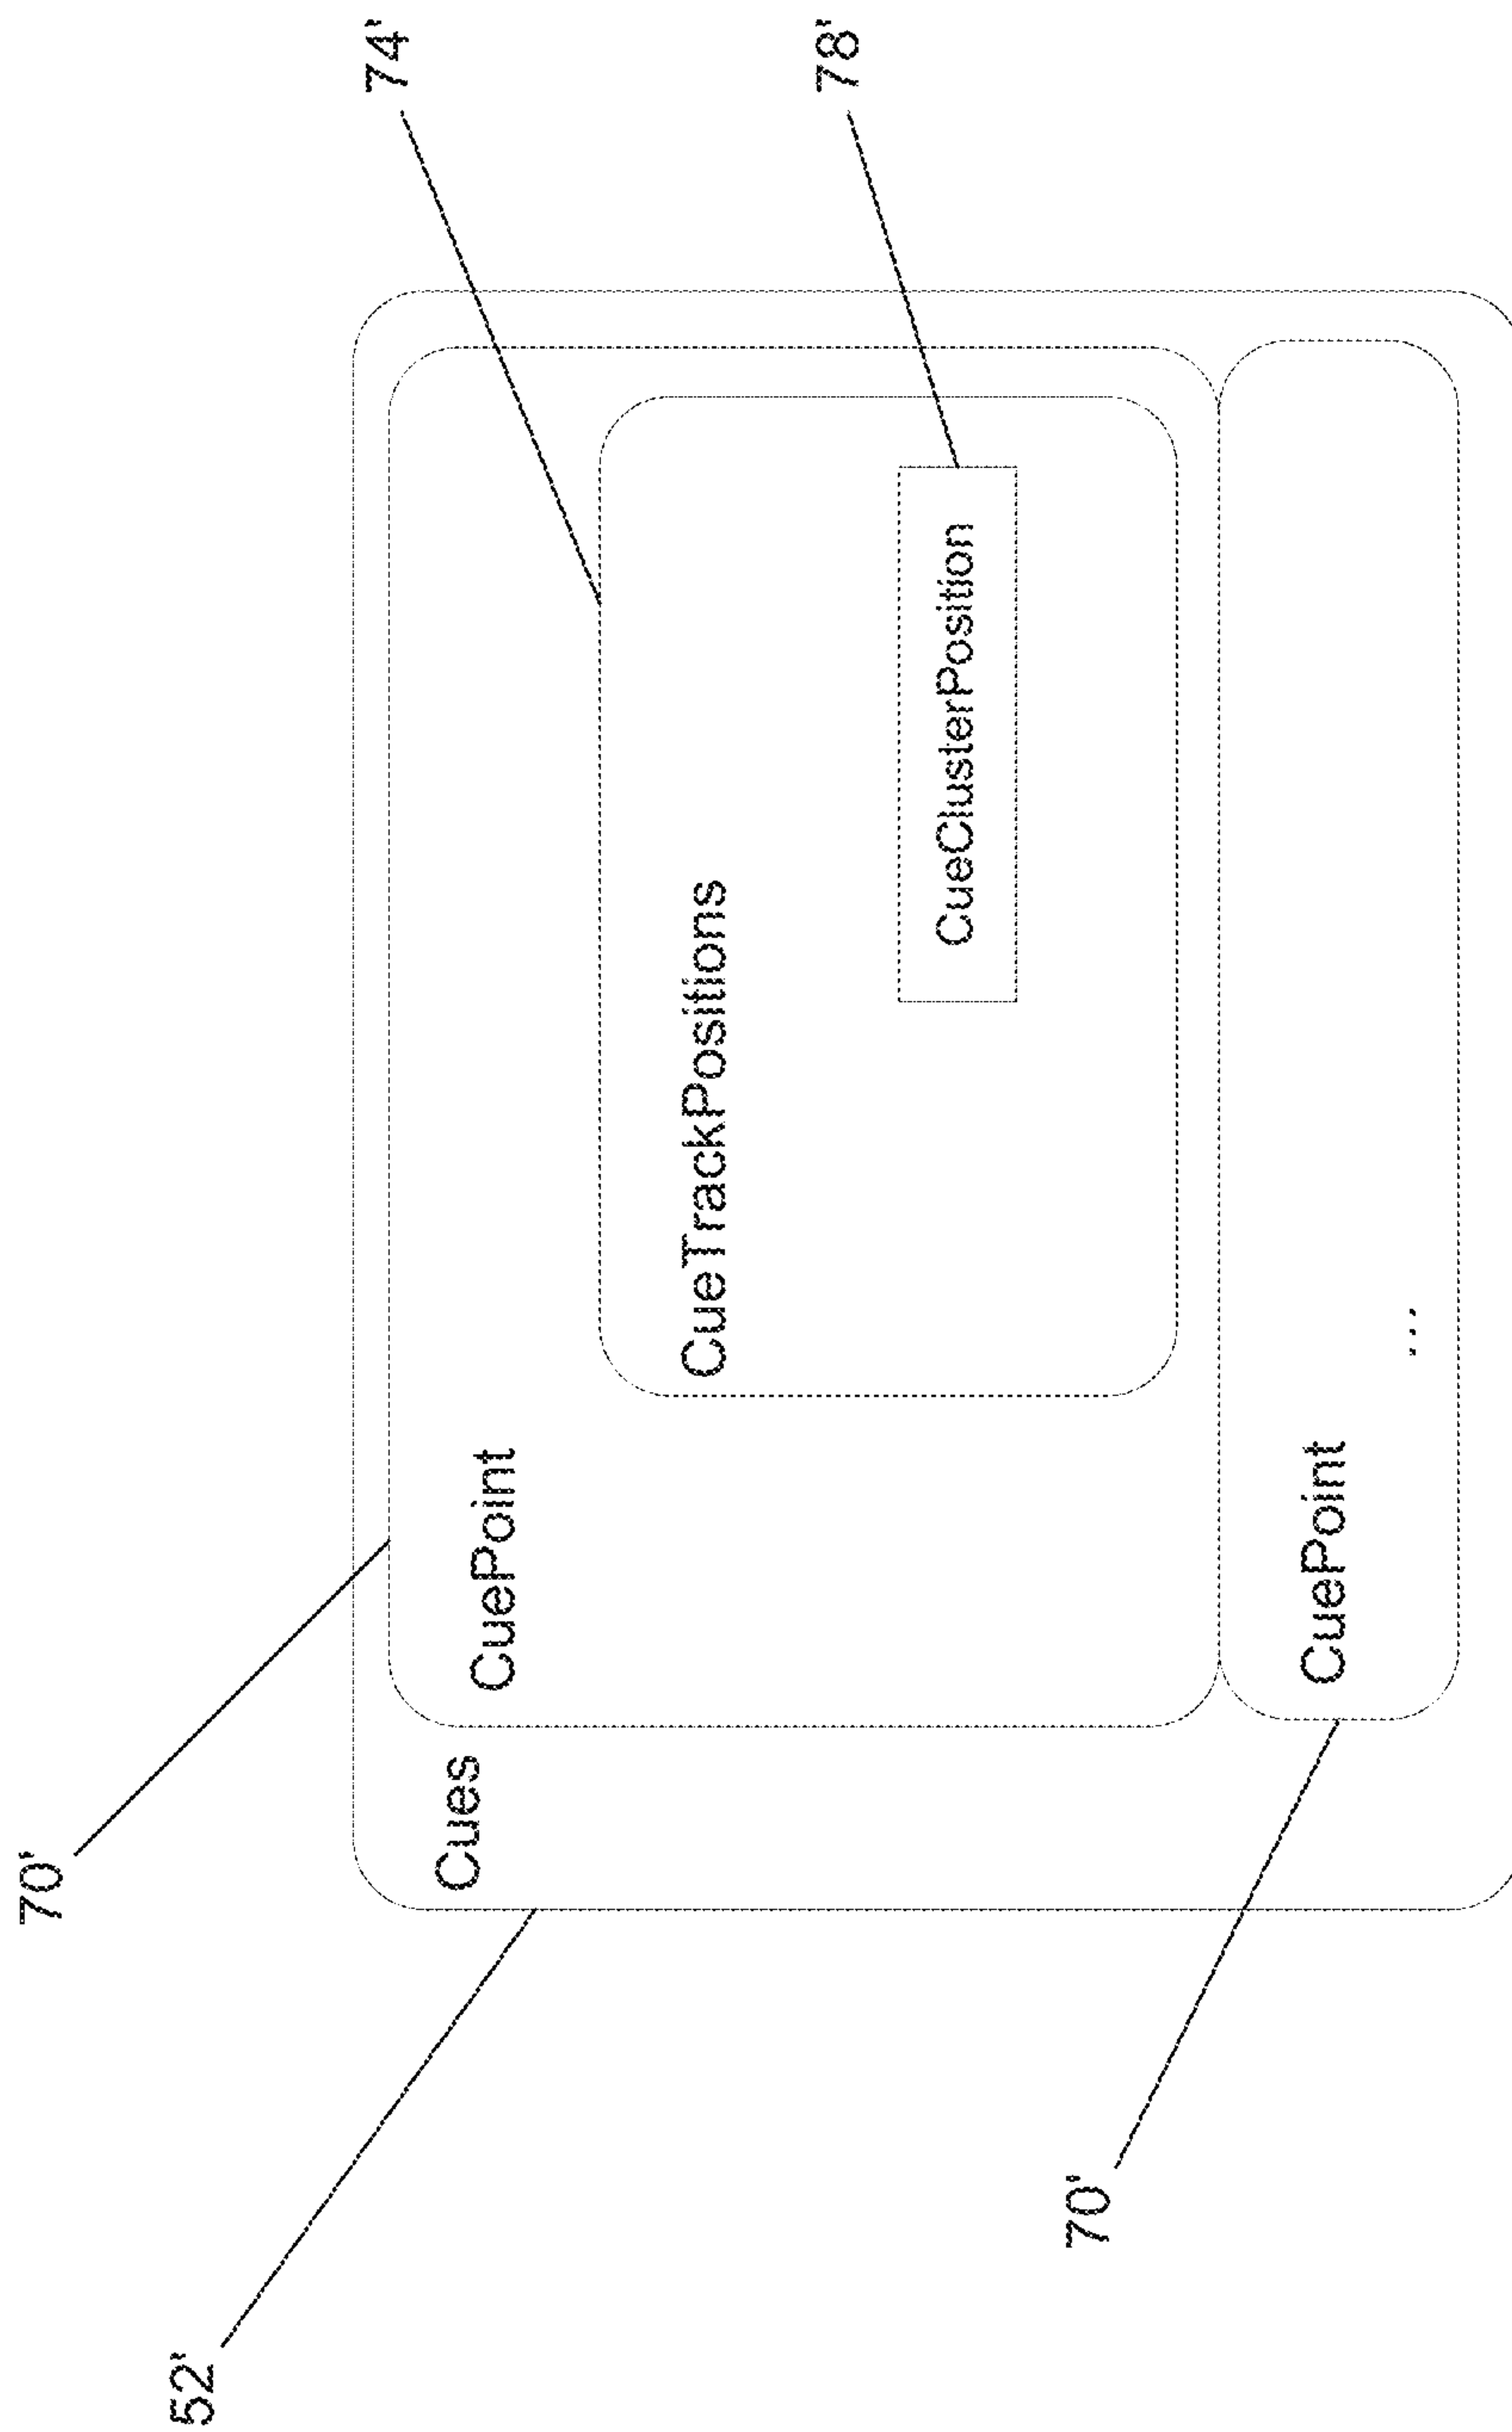 70'
52'
Cues
CuePoint
74'
CueTrackPositions
78'
CueClusterPosition
70'
CuePoint
...